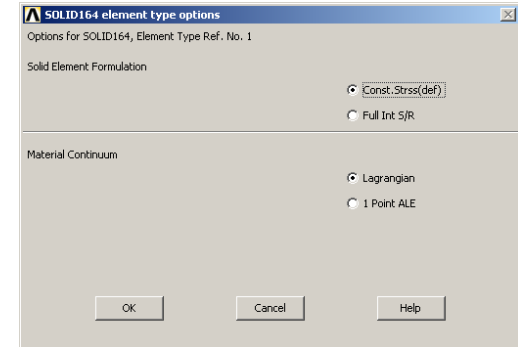 SOLID164 element type options
Options for SOLID164, Element Type Ref. No. 1
Solid Element Formulation
Const.Strss(def)
Full Int S/R
Material Continuum
Lagrangian
1 Point ALE
OK Cancel Help